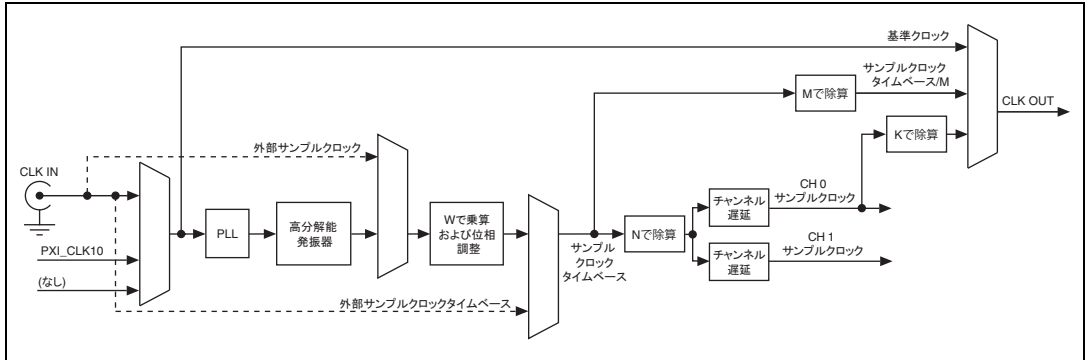 基準クロック
サンプルクロック
タイムベース/M
Mで除算
CLK OUT
Kで除算
外部サンプルクロック
CLK IN
CH 0
サンプルクロック
チャンネル
遅延
PLL
高分解能
発振器
Wで乗算
および位相
調整
Nで除算
サンプル
クロック
タイムベース
CH 1
サンプルクロック
チャンネル
遅延
PXI_CLK10
(なし)
外部サンプルクロックタイムベース